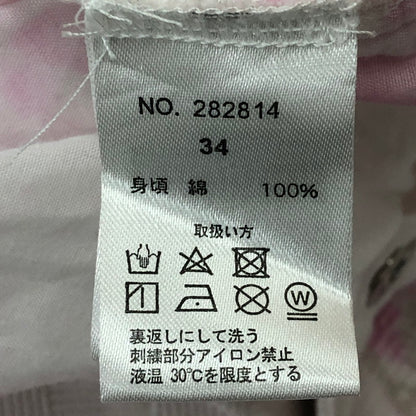 NO. 282814
34
身頃 綿 100%
取扱い方
W
裏返しにして洗う
刺繍部分アイロン禁止
液温 30℃を限度とする